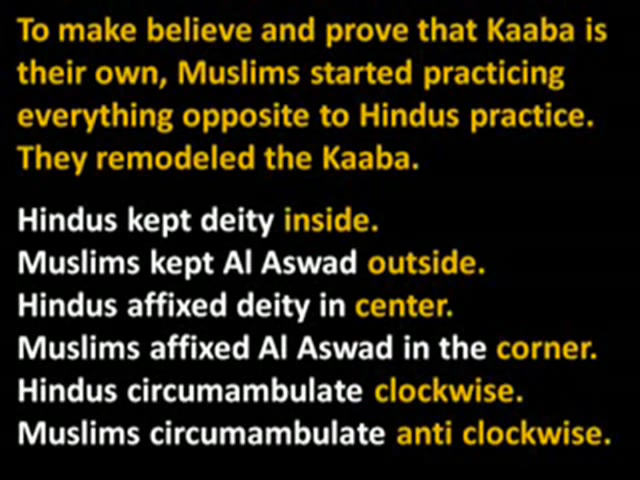 To make believe and prove that Kaaba is
their own, Muslims started practicing
everything opposite to Hindus practice.
They remodeled the Kaaba.
Hindus kept deity inside.
Muslims kept Al Aswad outside.
Hindus affixed deity in center.
Muslims affixed Al Aswad in the corner.
Hindus circumambulate clockwise.
Muslims circumambulate anti clockwise.